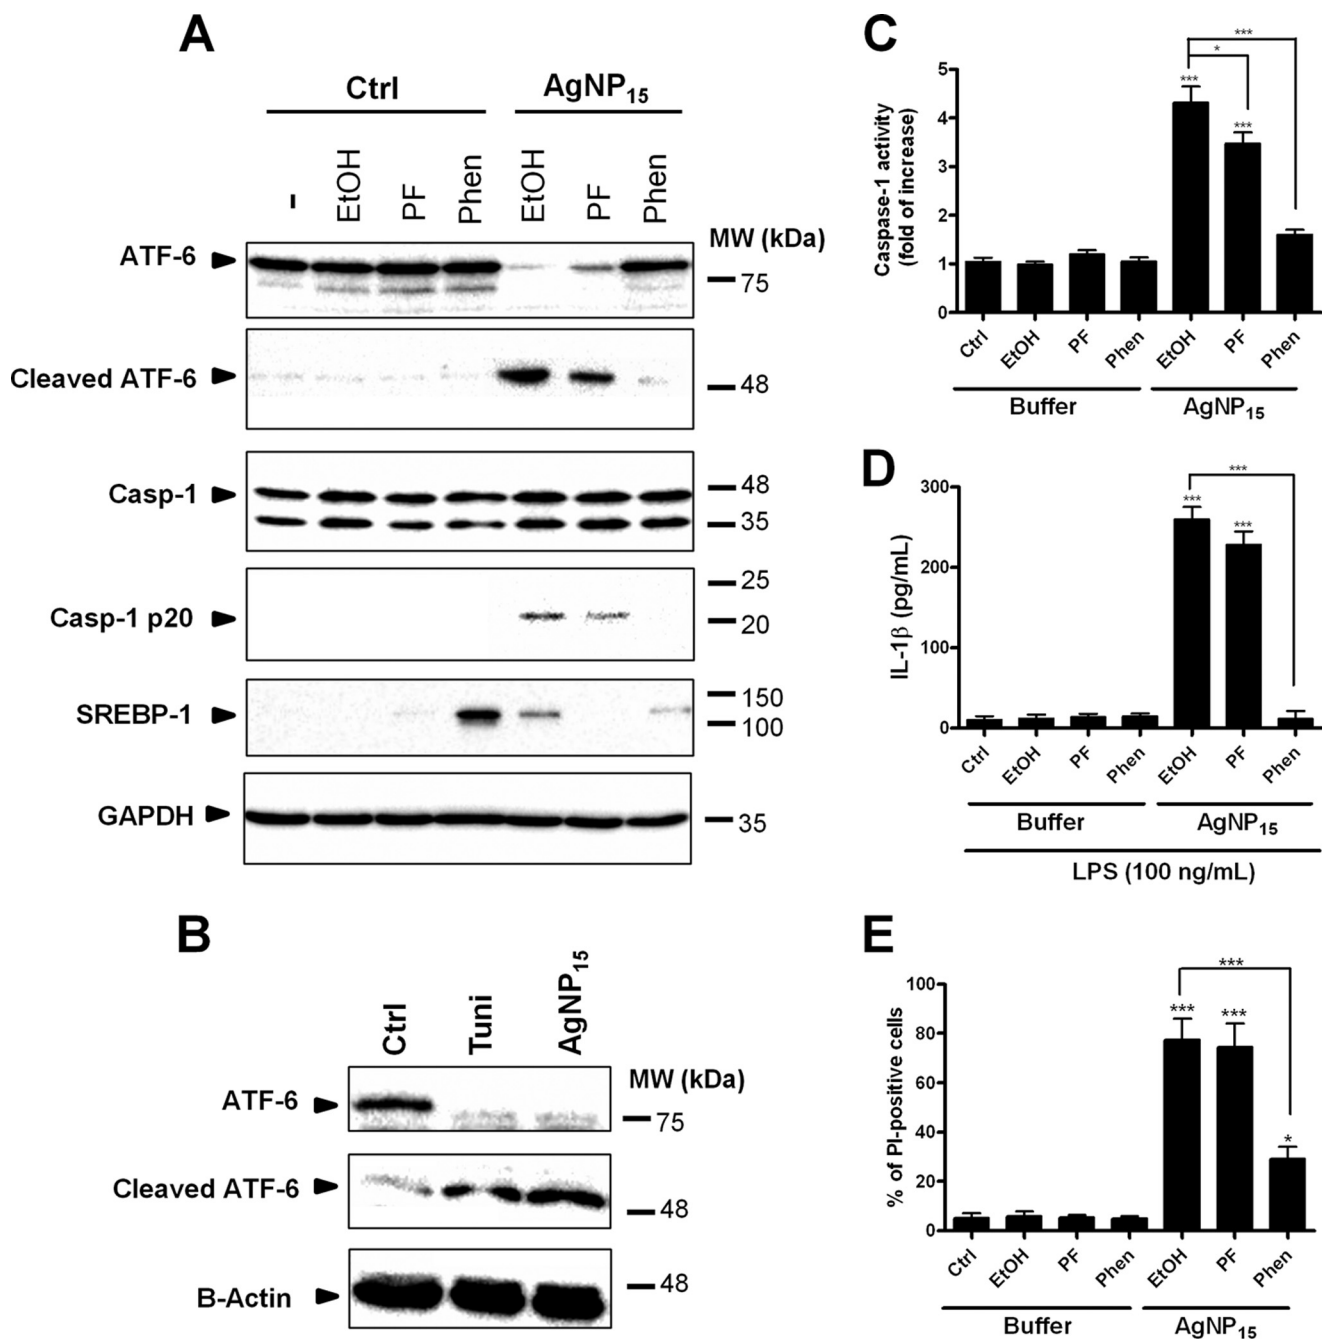 A
Ctrl
AgNP15
-
EtOH
PF
Phen
EtOH
PF
Phen
MW (kDa)
ATF-6
75
Cleaved ATF-6
48
Casp-1
48
35
Casp-1 p20
25
20
SREBP-1
150
100
GAPDH
35
B
Ctrl
Tuni
AgNP15
MW (kDa)
ATF-6
75
Cleaved ATF-6
48
B-Actin
48
C
Caspase-1 activity
(fold of increase)
5
4
3
2
1
0
***
*
***
***
Ctrl
EtOH
PF
Phen
EtOH
PF
Phen
Buffer
AgNP15
D
IL-1β (pg/mL)
300
200
100
0
***
***
***
Ctrl
EtOH
PF
Phen
EtOH
PF
Phen
Buffer
AgNP15
LPS (100 ng/mL)
E
% of PI-positive cells
100
80
60
40
20
0
***
***
***
*
Ctrl
EtOH
PF
Phen
EtOH
PF
Phen
Buffer
AgNP15